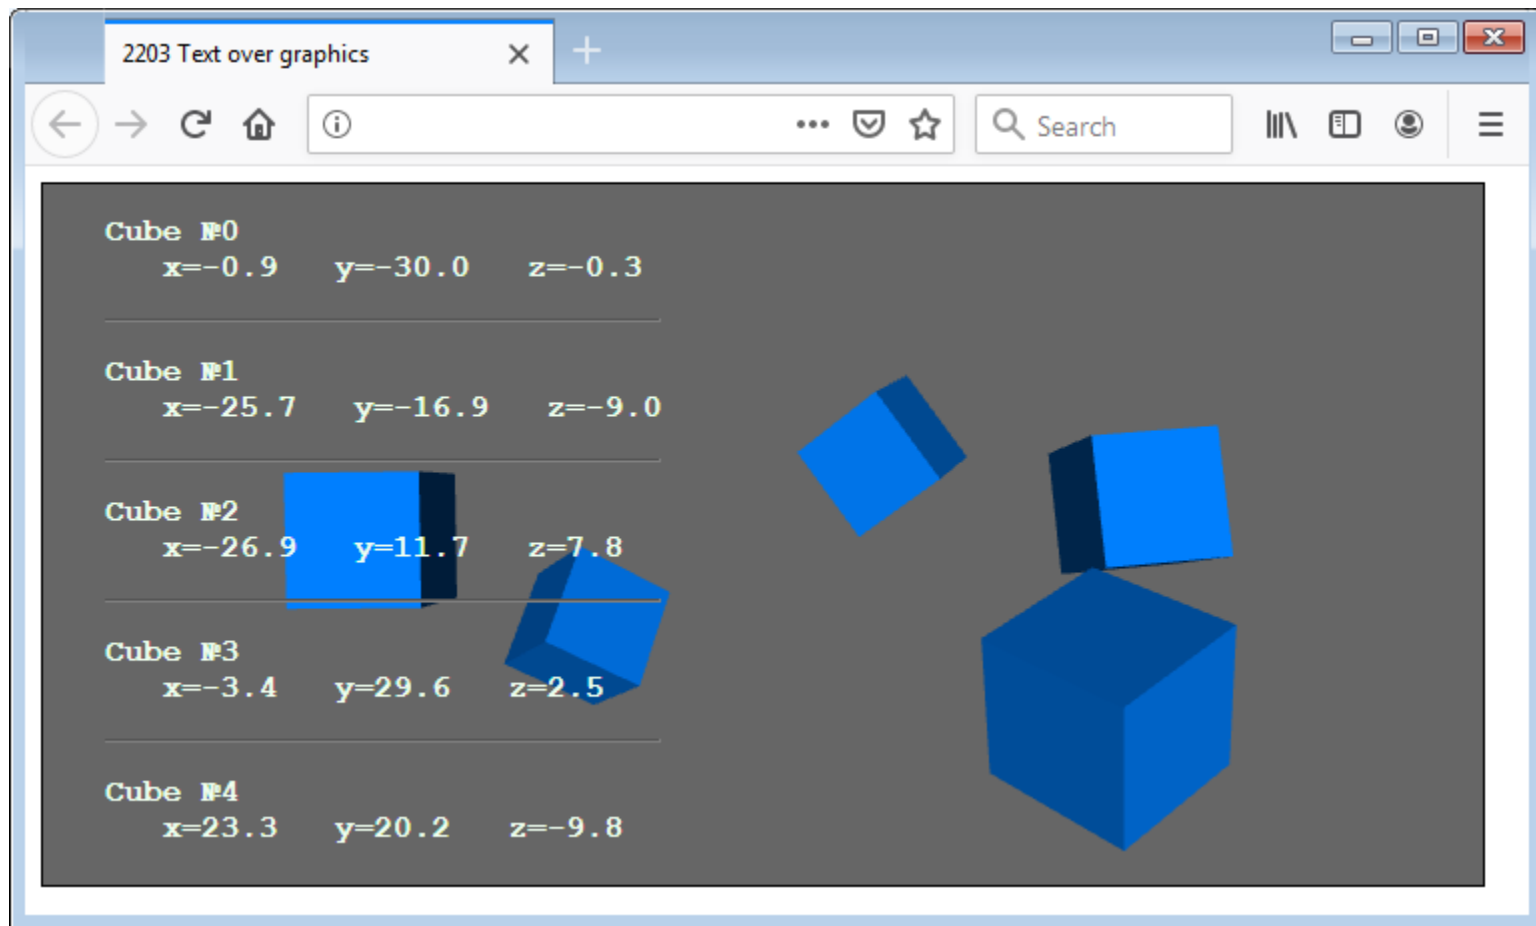 2203 Text over graphics
Search
Cube №0
x=-0.9 y=-30.0 z=-0.3
Cube №1
x=-25.7 y=-16.9 z=-9.0
Cube №2
x=-26.9 y=11.7 z=7.8
Cube №3
x=-3.4 y=29.6 z=2.5
Cube №4
x=23.3 y=20.2 z=-9.8